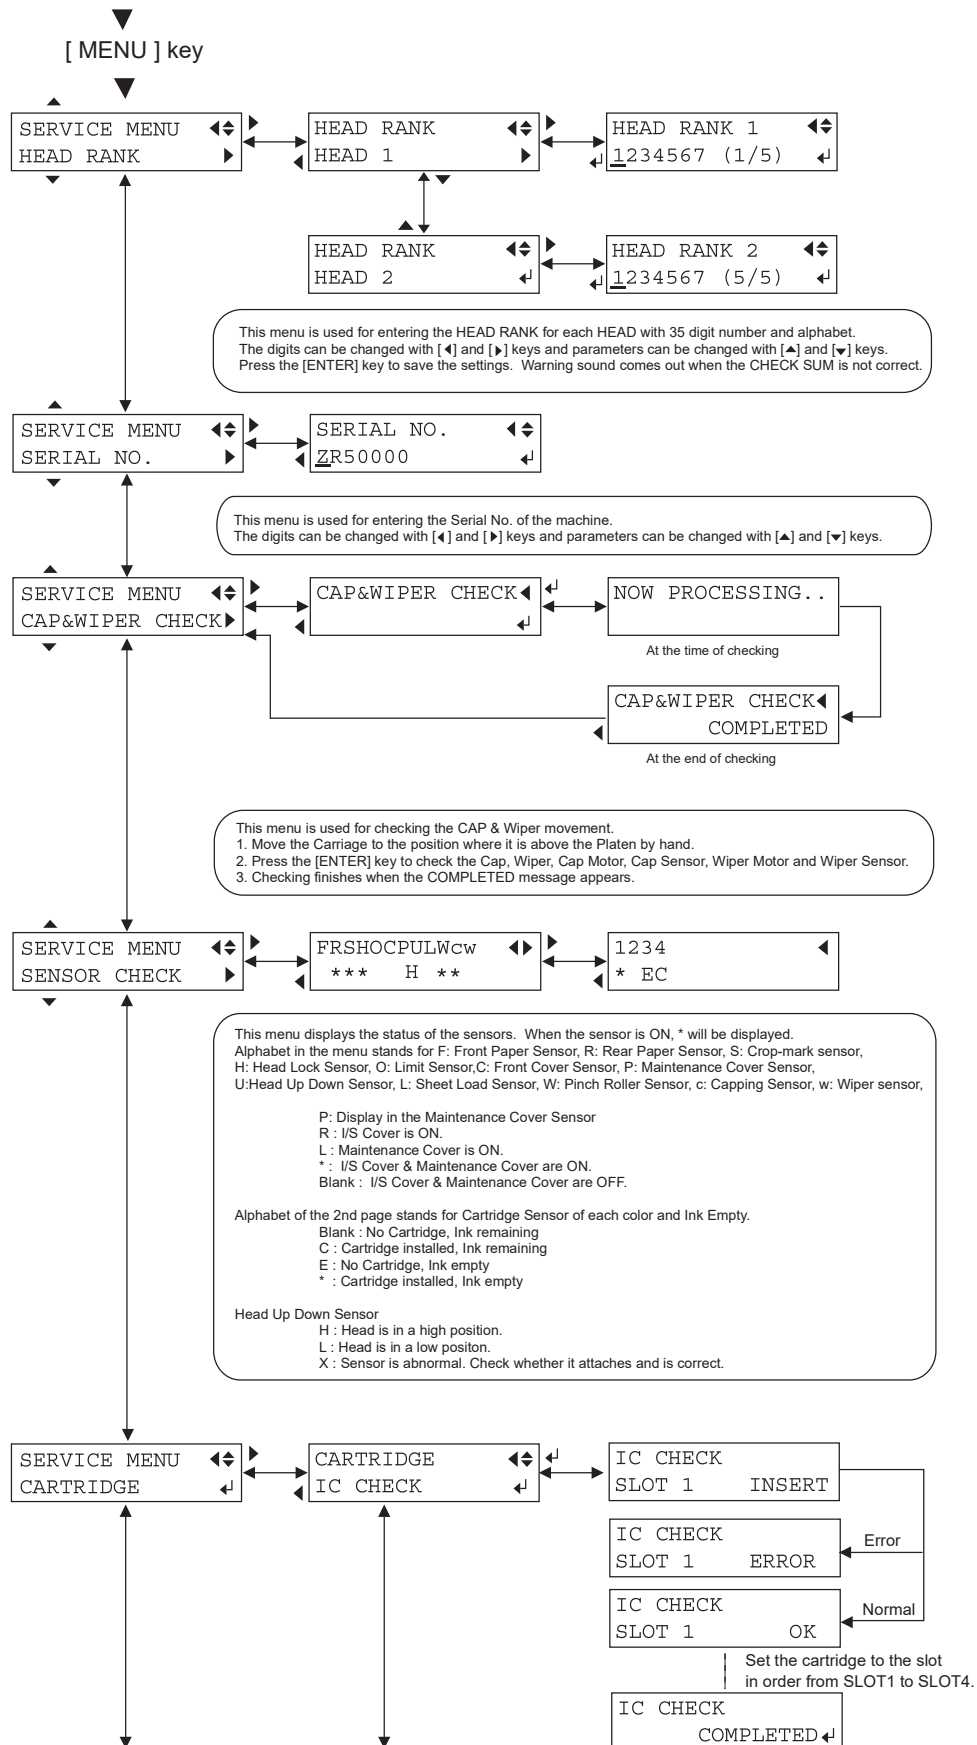 ▼
[ MENU ] key
▼
▲
SERVICE MENU ◀◆ ▶ HEAD RANK ◀◆ ▶ HEAD RANK 1 ◀◆
HEAD RANK ▶ ◀ HEAD 1 ▶ ↵ 1234567 (1/5) ↵
▼
▲ ▼
▲
HEAD RANK ◀◆ ▶ HEAD RANK 2 ◀◆
HEAD 2 ↵ ↵ 1234567 (5/5) ↵
This menu is used for entering the HEAD RANK for each HEAD with 35 digit number and alphabet.
The digits can be changed with [◀] and [▶] keys and parameters can be changed with [▲] and [▼] keys.
Press the [ENTER] key to save the settings. Warning sound comes out when the CHECK SUM is not correct.
▲
SERVICE MENU ◀◆ ▶ SERIAL NO. ◀◆
SERIAL NO. ▶ ◀ ZR50000 ↵
▼
This menu is used for entering the Serial No. of the machine.
The digits can be changed with [◀] and [▶] keys and parameters can be changed with [▲] and [▼] keys.
▲
SERVICE MENU ◀◆ ▶ CAP&WIPER CHECK◀ ↵ NOW PROCESSING..
CAP&WIPER CHECK▶ ◀ ↵
▼
At the time of checking
CAP&WIPER CHECK◀
◀ COMPLETED
At the end of checking
This menu is used for checking the CAP & Wiper movement.
1. Move the Carriage to the position where it is above the Platen by hand.
2. Press the [ENTER] key to check the Cap, Wiper, Cap Motor, Cap Sensor, Wiper Motor and Wiper Sensor.
3. Checking finishes when the COMPLETED message appears.
▲
SERVICE MENU ◀◆ ▶ FRSHOCPULWcw ◀▶ ▶ 1234 ◀
SENSOR CHECK ▶ ◀ *** H ** ◀ * EC
▼
This menu displays the status of the sensors. When the sensor is ON, * will be displayed.
Alphabet in the menu stands for F: Front Paper Sensor, R: Rear Paper Sensor, S: Crop-mark sensor,
H: Head Lock Sensor, O: Limit Sensor,C: Front Cover Sensor, P: Maintenance Cover Sensor,
U:Head Up Down Sensor, L: Sheet Load Sensor, W: Pinch Roller Sensor, c: Capping Sensor, w: Wiper sensor,
P: Display in the Maintenance Cover Sensor
R : I/S Cover is ON.
L : Maintenance Cover is ON.
* : I/S Cover & Maintenance Cover are ON.
Blank : I/S Cover & Maintenance Cover are OFF.
Alphabet of the 2nd page stands for Cartridge Sensor of each color and Ink Empty.
Blank : No Cartridge, Ink remaining
C : Cartridge installed, Ink remaining
E : No Cartridge, Ink empty
* : Cartridge installed, Ink empty
Head Up Down Sensor
H : Head is in a high position.
L : Head is in a low positon.
X : Sensor is abnormal. Check whether it attaches and is correct.
SERVICE MENU ◀◆ ▶ CARTRIDGE ◀◆ ↵ IC CHECK
CARTRIDGE ↵ ◀ IC CHECK ↵ SLOT 1 INSERT
IC CHECK
SLOT 1 ERROR
Error
IC CHECK
SLOT 1 OK
Normal
Set the cartridge to the slot
in order from SLOT1 to SLOT4.
IC CHECK
COMPLETED↵